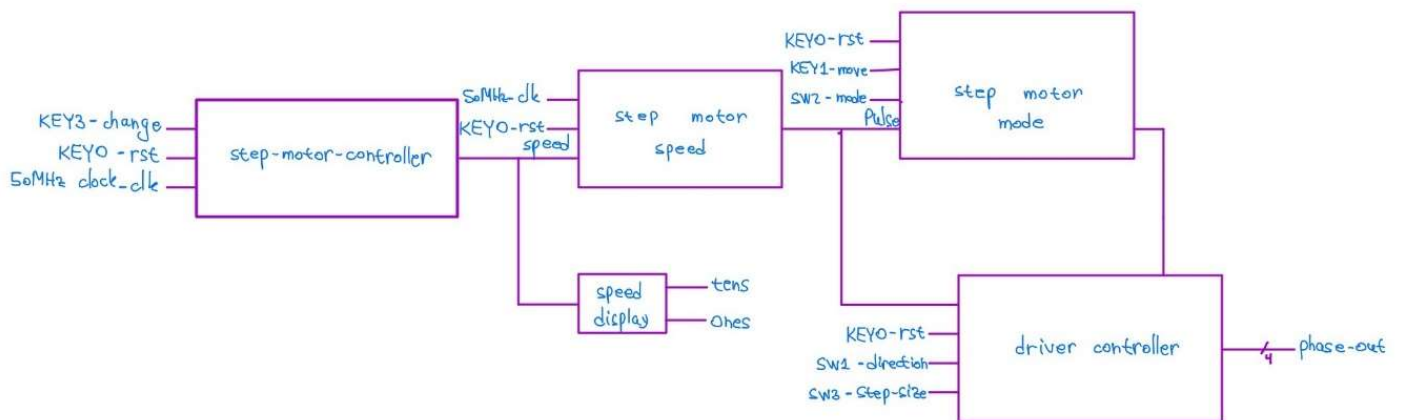 KEY3-change
KEY0-rst
50MHz clock_clk
step-motor-controller
50MHz-clk
KEY0-rst
speed
step motor
speed
speed
display
tens
Ones
KEY0-rst
KEY1-move
SW2-mode
Pulse
step motor
mode
KEY0-rst
SW1-direction
SW3-Step-size
driver controller
4
phase-out